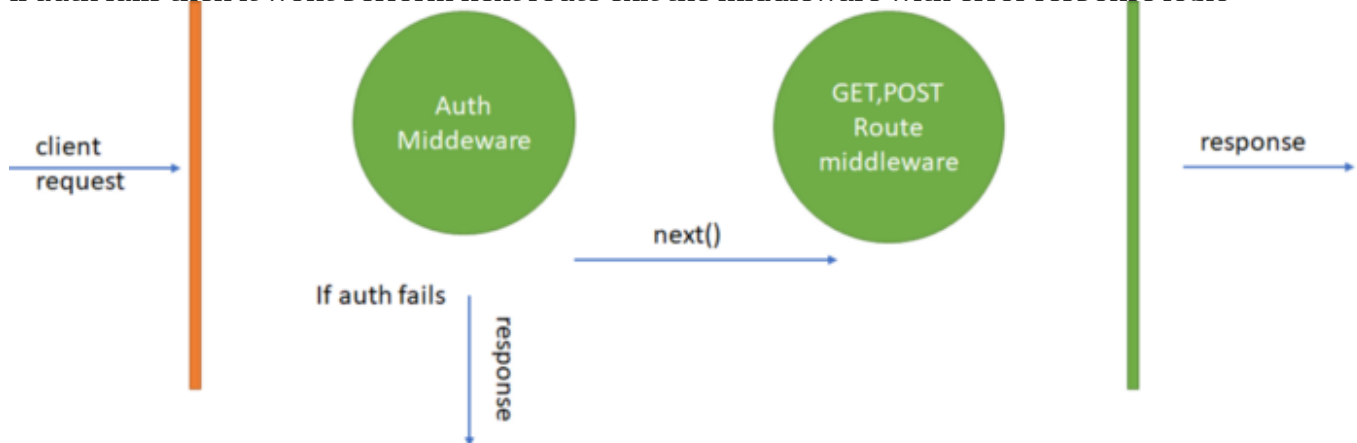 client
request
Auth
Middeware
GET,POST
Route
middleware
response
next()
If auth fails
response